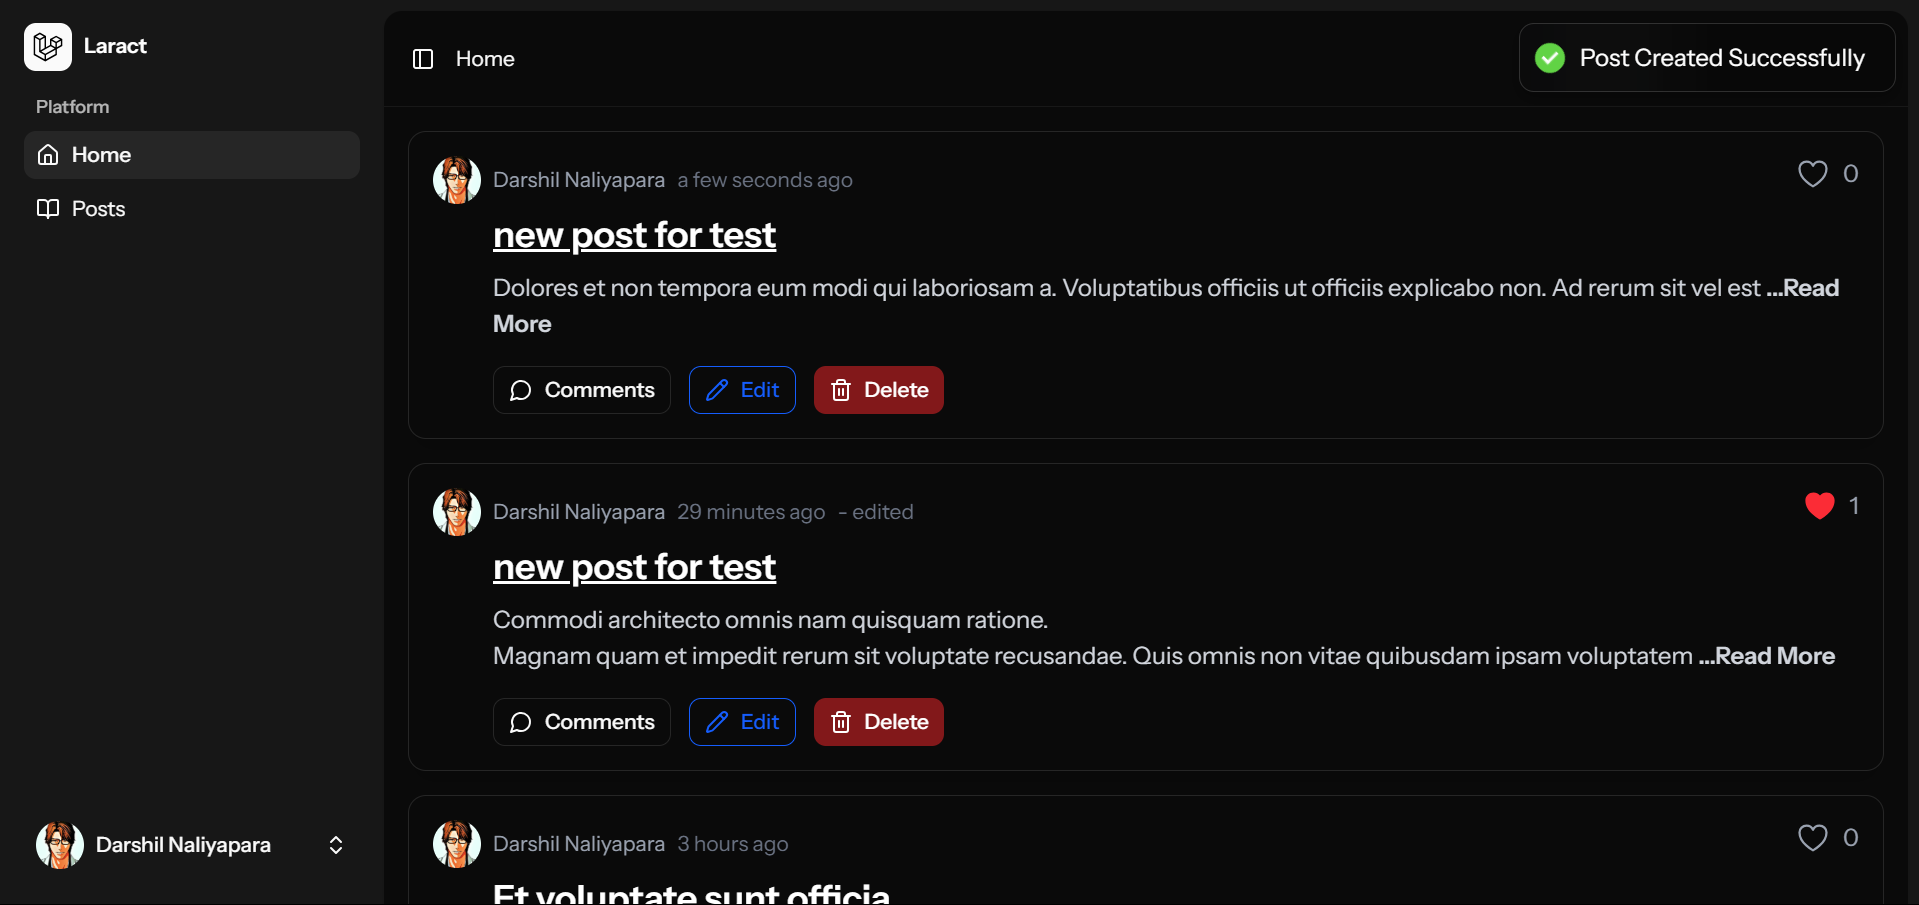 Laract
Platform
Home
Posts
Darshil Naliyapara
Home
Post Created Successfully
Darshil Naliyapara a few seconds ago
0
new post for test
Dolores et non tempora eum modi qui laboriosam a. Voluptatibus officiis ut officiis explicabo non. Ad rerum sit vel est ...Read
More
Comments Edit Delete
Darshil Naliyapara 29 minutes ago - edited
1
new post for test
Commodi architecto omnis nam quisquam ratione.
Magnam quam et impedit rerum sit voluptate recusandae. Quis omnis non vitae quibusdam ipsam voluptatem ...Read More
Comments Edit Delete
Darshil Naliyapara 3 hours ago
0
Et voluptate sunt officia